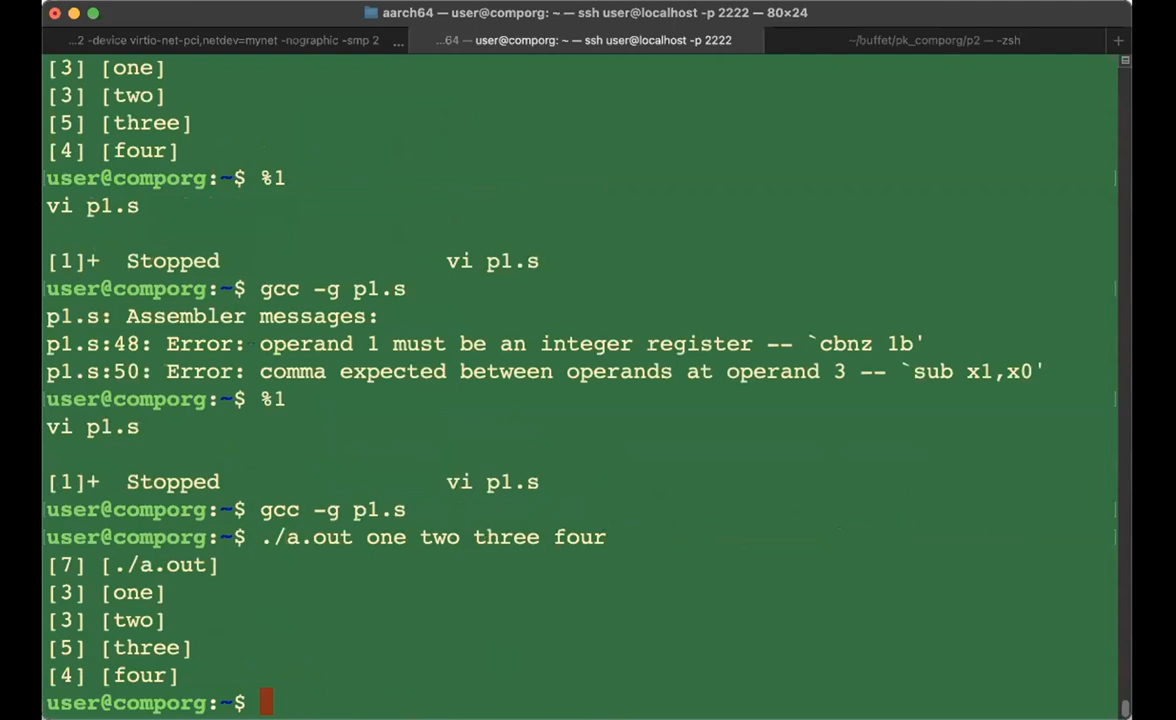 aarch64 — user@comporg: ~ — ssh user@localhost -p 2222 — 80×24
...2 -device virtio-net-pci,netdev=mynet -nographic -smp 2 ...
...64 — user@comporg: ~ — ssh user@localhost -p 2222
~/buffet/pk_comporg/p2 — -zsh
+
[3] [one]
[3] [two]
[5] [three]
[4] [four]
user@comporg:~$ %1
vi p1.s
[1]+  Stopped                 vi p1.s
user@comporg:~$ gcc -g p1.s
p1.s: Assembler messages:
p1.s:48: Error: operand 1 must be an integer register -- `cbnz 1b'
p1.s:50: Error: comma expected between operands at operand 3 -- `sub x1,x0'
user@comporg:~$ %1
vi p1.s
[1]+  Stopped                 vi p1.s
user@comporg:~$ gcc -g p1.s
user@comporg:~$ ./a.out one two three four
[7] [./a.out]
[3] [one]
[3] [two]
[5] [three]
[4] [four]
user@comporg:~$